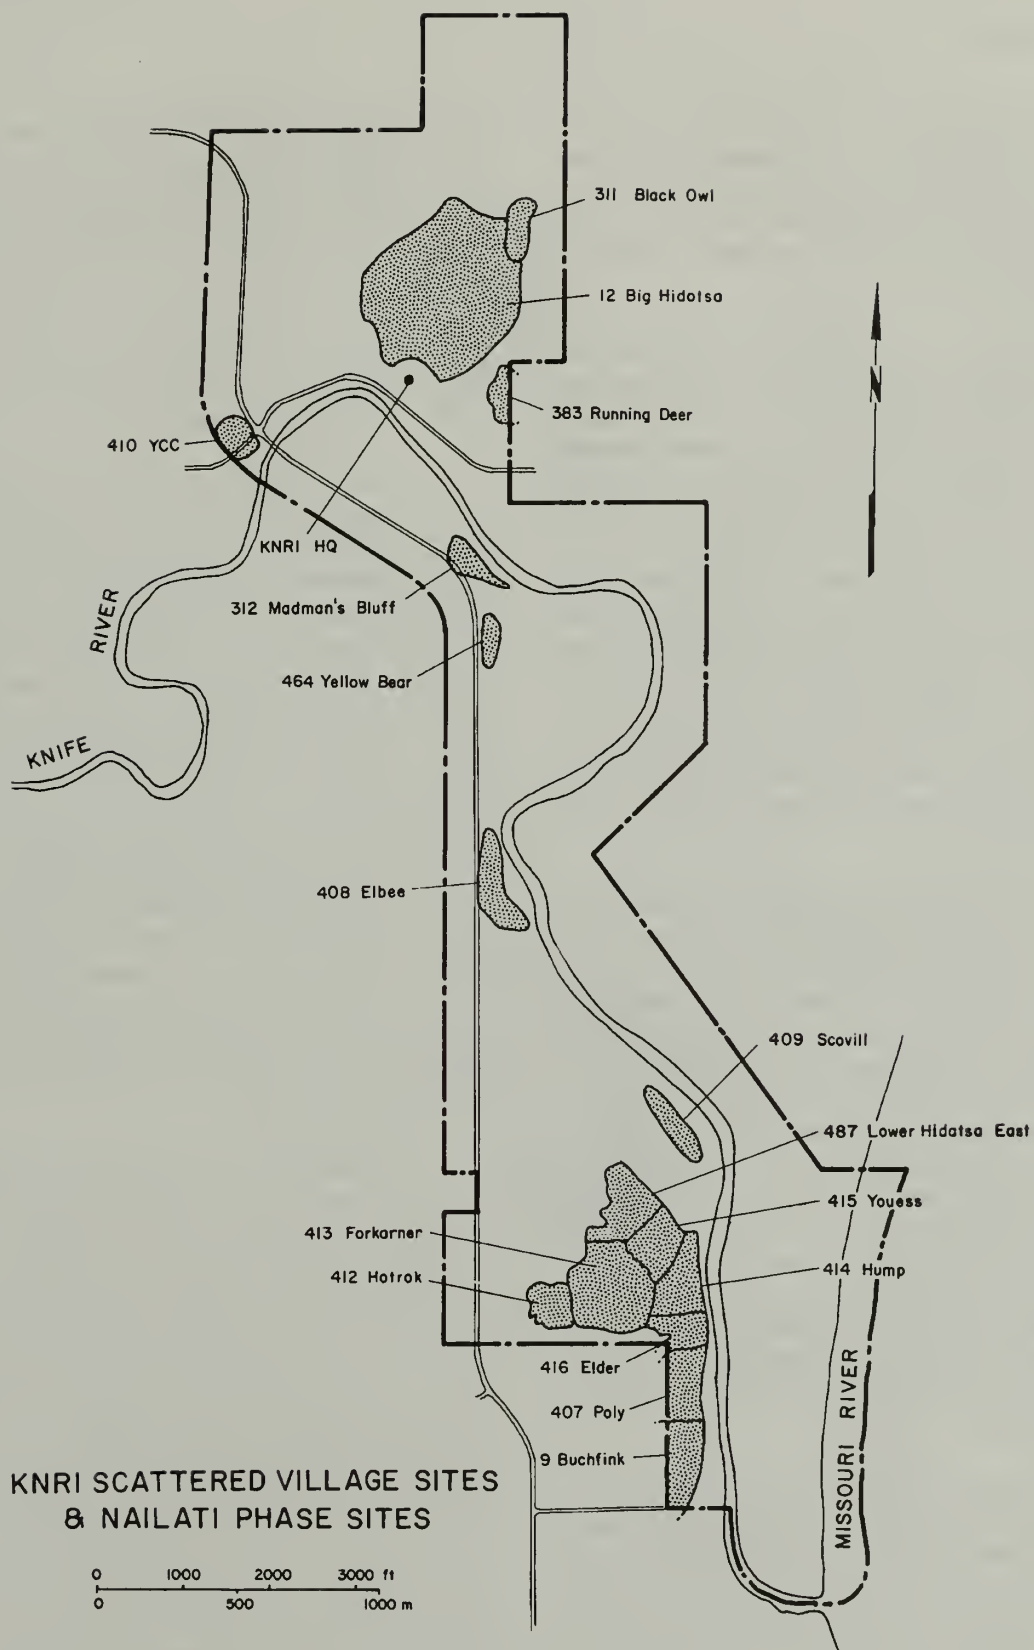 311 Black Owl
12 Big Hidatsa
N
383 Running Deer
410 YCC
KNRI HQ
312 Madman's Bluff
RIVER
464 Yellow Bear
KNIFE
408 Elbee
409 Scovill
487 Lower Hidatsa East
415 Youess
413 Forkorner
414 Hump
412 Hotrok
416 Elder
407 Poly
MISSOURI RIVER
9 Buchfink
KNRI SCATTERED VILLAGE SITES
& NAILATI PHASE SITES
0 1000 2000 3000 ft
0 500 1000 m